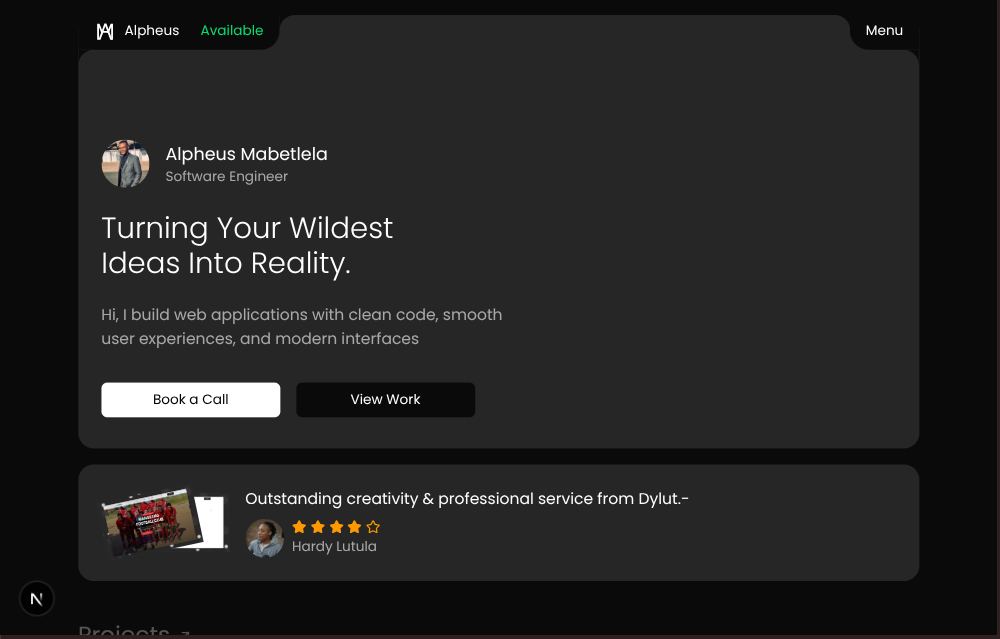 Alpheus
Available
Menu
Alpheus Mabetlela
Software Engineer
Turning Your Wildest
Ideas Into Reality.
Hi, I build web applications with clean code, smooth
user experiences, and modern interfaces
Book a Call
View Work
Outstanding creativity & professional service from Dylut.-
Hardy Lutula
N
Projects